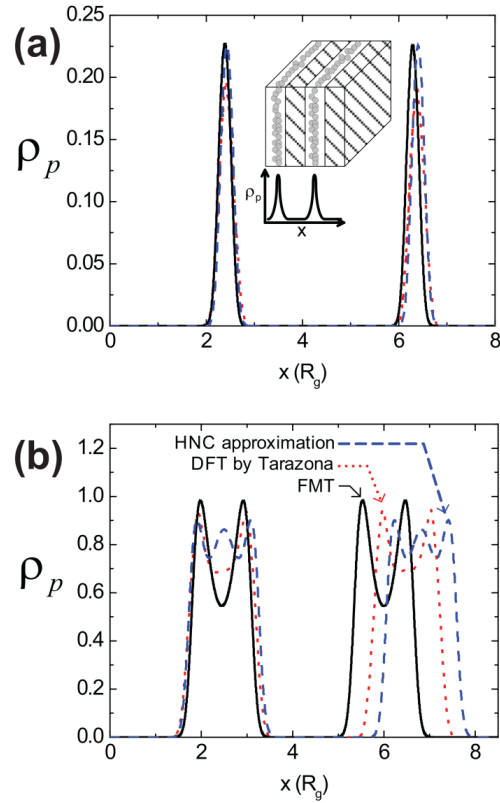 (a)
0.25
0.20
0.15
0.10
0.05
0.00
ρp
ρp
x
0 2 4 6 8
x (Rg)
(b)
HNC approximation
DFT by Tarazona
FMT
1.2
1.0
0.8
0.6
0.4
0.2
0.0
ρp
0 2 4 6 8
x (Rg)